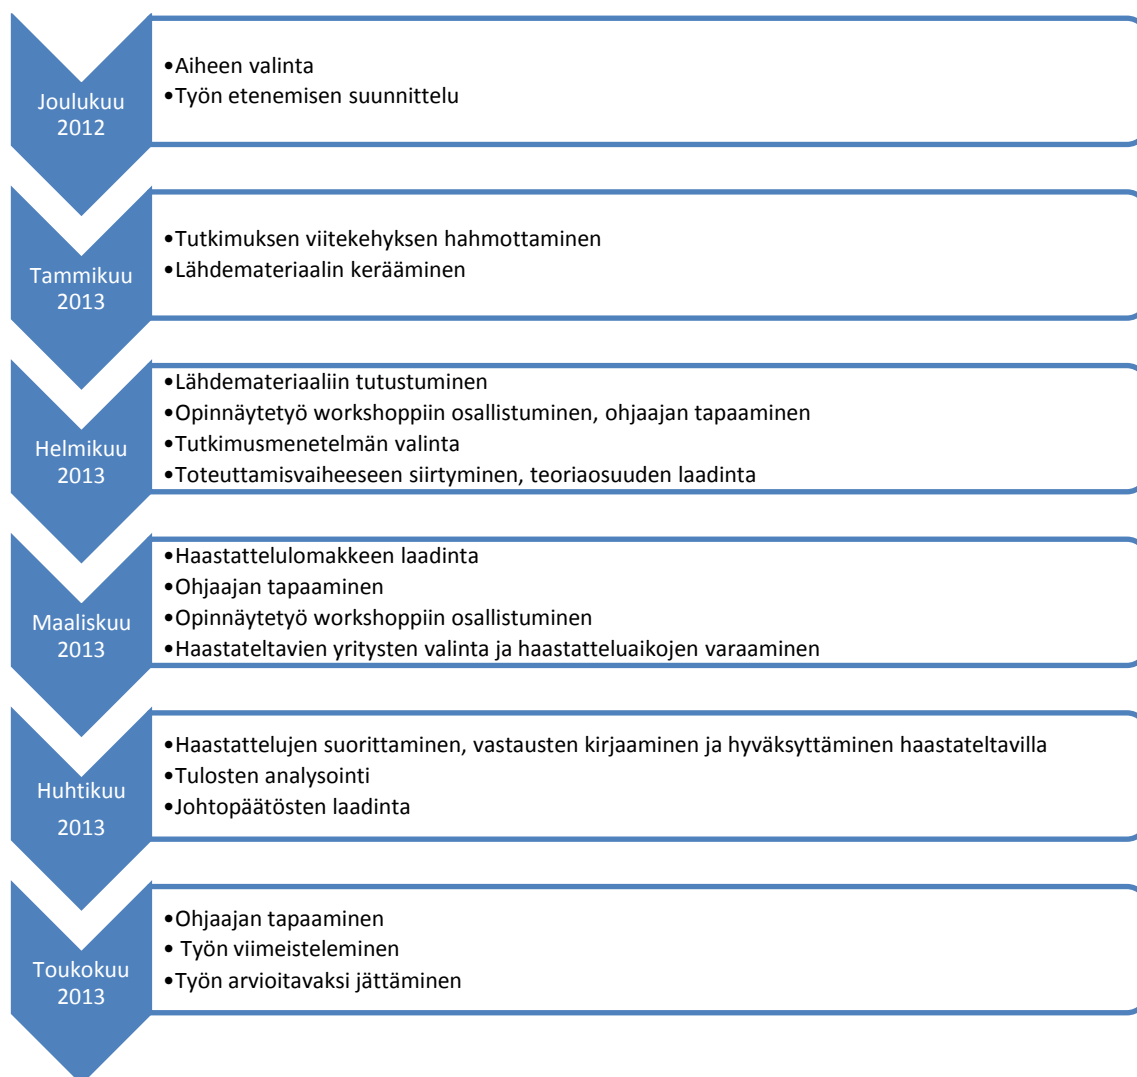 Joulukuu
2012
•Aiheen valinta
•Työn etenemisen suunnittelu
Tammikuu
2013
•Tutkimuksen viitekehyksen hahmottaminen
•Lähdemateriaalin kerääminen
Helmikuu
2013
•Lähdemateriaaliin tutustuminen
•Opinnäytetyö workshoppiin osallistuminen, ohjaajan tapaaminen
•Tutkimusmenetelmän valinta
•Toteuttamisvaiheeseen siirtyminen, teoriaosuuden laadinta
Maaliskuu
2013
•Haastattelulomakkeen laadinta
•Ohjaajan tapaaminen
•Opinnäytetyö workshoppiin osallistuminen
•Haastateltavien yritysten valinta ja haastatteluaikojen varaaminen
Huhtikuu
2013
•Haastattelujen suorittaminen, vastausten kirjaaminen ja hyväksyttäminen haastateltavilla
•Tulosten analysointi
•Johtopäätösten laadinta
Toukokuu
2013
•Ohjaajan tapaaminen
• Työn viimeisteleminen
•Työn arvioitavaksi jättäminen